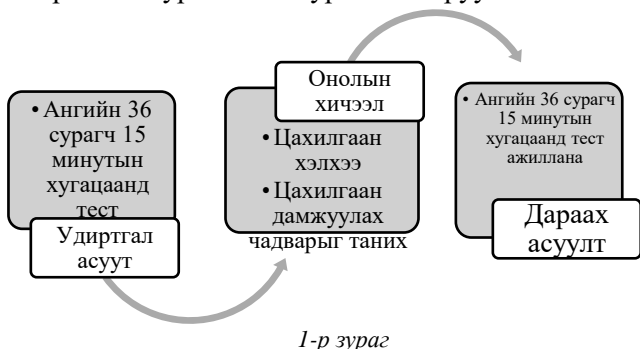 • Ангийн 36
сурагч 15
минутын
хугацаанд
тест
Удиртгал
асуут
Онолын
хичээл
• Цахилгаан
хэлхээ
• Цахилгаан
дамжуулах
чадварыг таних
• Ангийн 36 сурагч
15 минутын
хугацаанд тест
ажиллана
Дараах
асуулт
1-р зураг